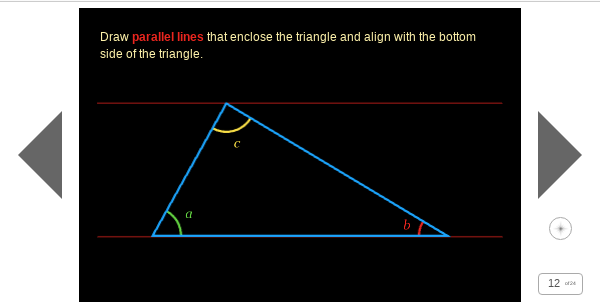 Draw parallel lines that enclose the triangle and align with the bottom
side of the triangle.
c
a
b
12 of 24